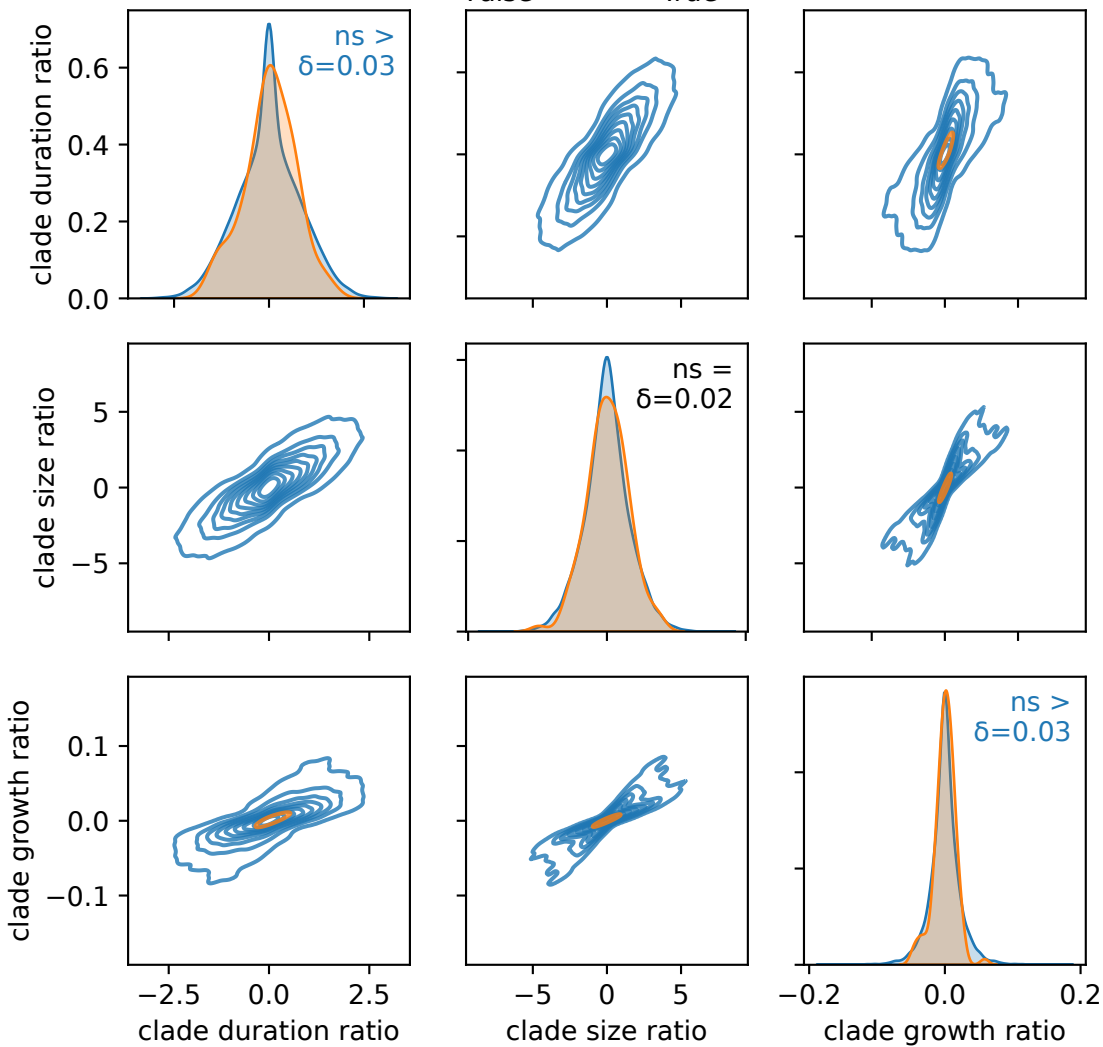 clade duration ratio
0.6
0.4
0.2
0.0
ns >
δ=0.03
clade size ratio
5
0
−5
ns =
δ=0.02
clade growth ratio
0.1
0.0
−0.1
ns >
δ=0.03
−2.5 0.0 2.5
clade duration ratio
−5 0 5
clade size ratio
−0.2 0.0 0.2
clade growth ratio